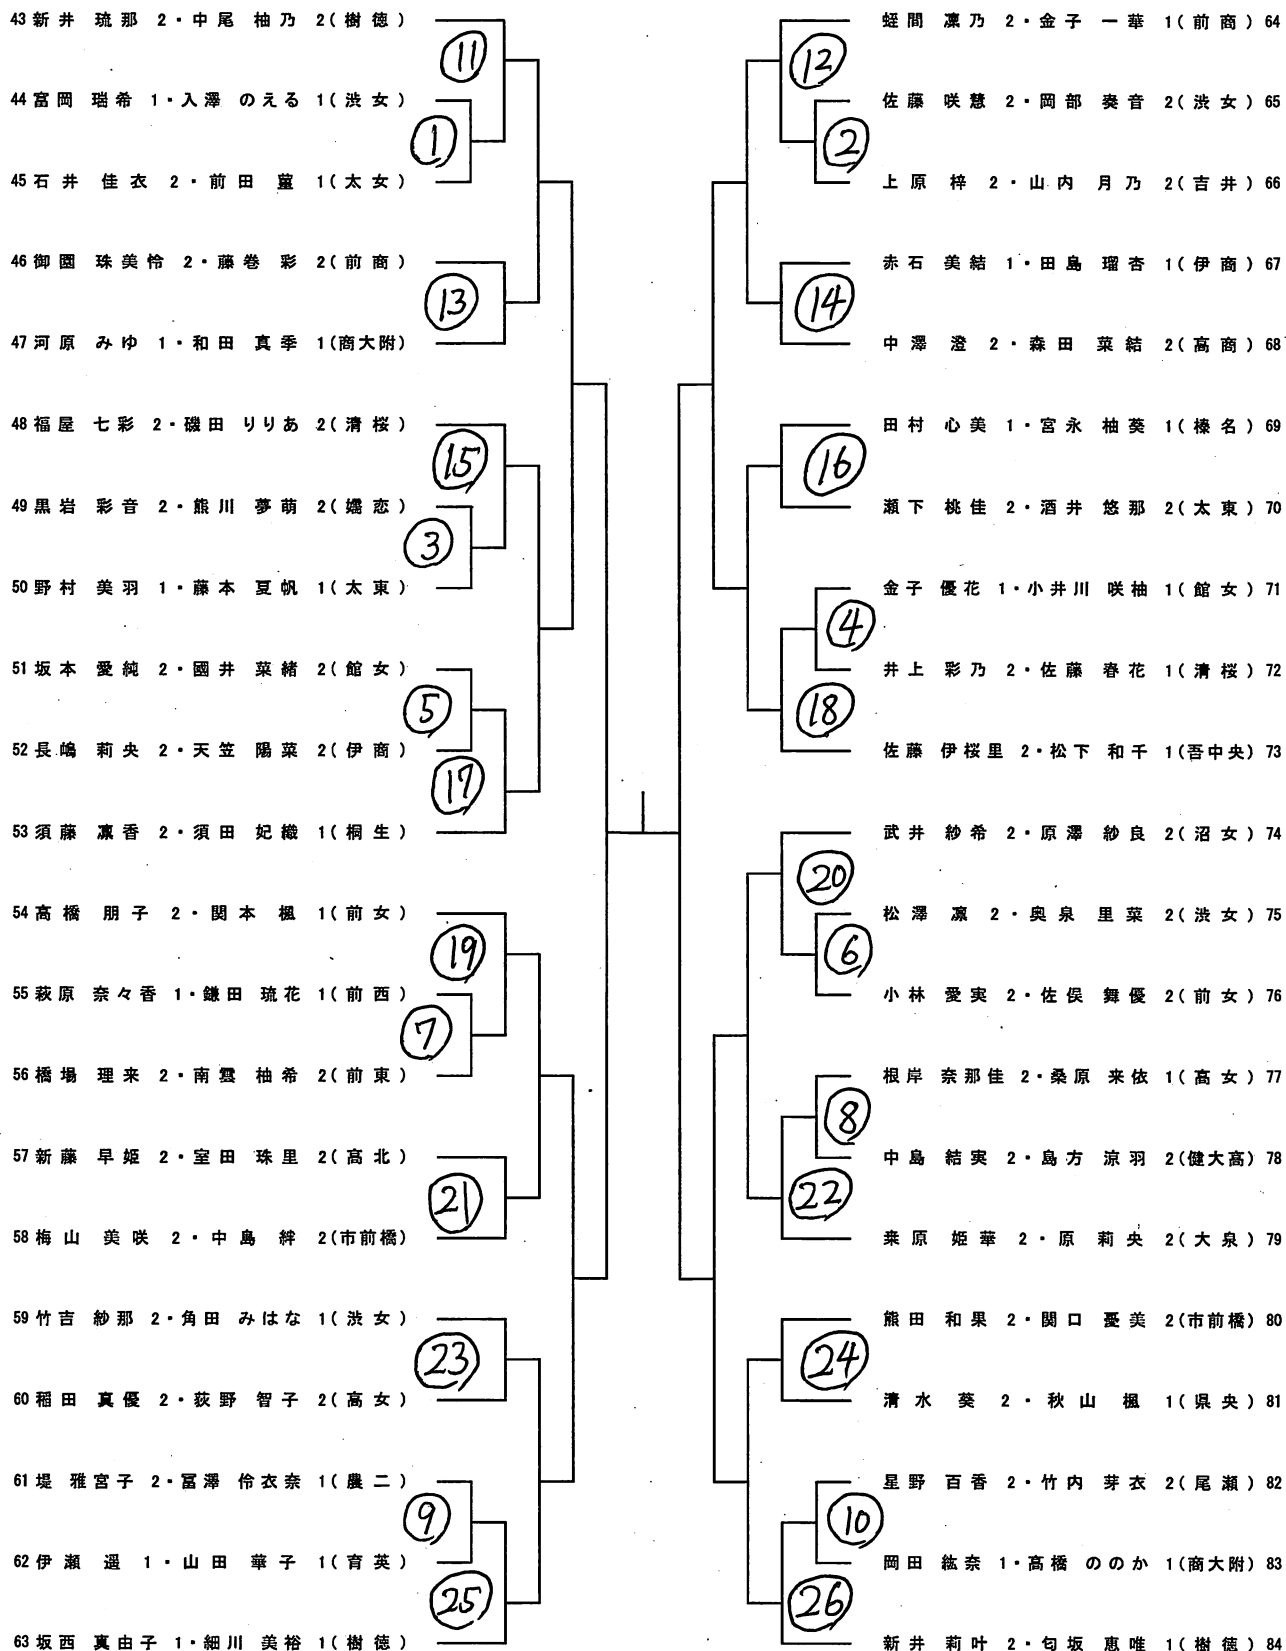 43 新井 琉那 2・中尾 柚乃 2(樹徳)
⑪
44 富岡 瑞希 1・入澤 のえる 1(渋女)
①
45 石井 佳衣 2・前田 菫 1(太女)
46 御園 珠美怜 2・藤巻 彩 2(前商)
⑬
47 河原 みゆ 1・和田 真季 1(商大附)
48 福屋 七彩 2・磯田 りりあ 2(清桜)
⑮
49 黒岩 彩音 2・熊川 夢萌 2(嬬恋)
③
50 野村 美羽 1・藤本 夏帆 1(太東)
51 坂本 愛純 2・國井 菜緒 2(館女)
⑤
52 長嶋 莉央 2・天笠 陽菜 2(伊商)
⑰
53 須藤 凛香 2・須田 妃織 1(桐生)
54 高橋 朋子 2・関本 楓 1(前女)
⑲
55 萩原 奈々香 1・鎌田 琉花 1(前西)
⑦
56 橋場 理来 2・南雲 柚希 2(前東)
57 新藤 早姫 2・室田 珠里 2(高北)
㉑
58 梅山 美咲 2・中島 絆 2(市前橋)
59 竹吉 紗那 2・角田 みはな 1(渋女)
㉓
60 稲田 真優 2・荻野 智子 2(高女)
61 堤 雅宮子 2・冨澤 伶衣奈 1(農二)
⑨
62 伊瀬 遥 1・山田 華子 1(育英)
㉕
63 坂西 真由子 1・細川 美裕 1(樹徳)
蛭間 凛乃 2・金子 一華 1(前商) 64
⑫
佐藤 咲慧 2・岡部 奏音 2(渋女) 65
②
上原 梓 2・山内 月乃 2(吉井) 66
赤石 美結 1・田島 瑠杏 1(伊商) 67
⑭
中澤 澄 2・森田 菜結 2(高商) 68
田村 心美 1・宮永 柚葵 1(榛名) 69
⑯
瀬下 桃佳 2・酒井 悠那 2(太東) 70
金子 優花 1・小井川 咲柚 1(館女) 71
④
井上 彩乃 2・佐藤 春花 1(清桜) 72
⑱
佐藤 伊桜里 2・松下 和千 1(吾中央) 73
武井 紗希 2・原澤 紗良 2(沼女) 74
⑳
松澤 凛 2・奥泉 里菜 2(渋女) 75
⑥
小林 愛実 2・佐俣 舞優 2(前女) 76
根岸 奈那佳 2・桑原 来依 1(高女) 77
⑧
中島 結実 2・島方 涼羽 2(健大高) 78
㉒
桒原 姫華 2・原 莉央 2(大泉) 79
熊田 和果 2・関口 憂美 2(市前橋) 80
㉔
清水 葵 2・秋山 楓 1(県央) 81
星野 百香 2・竹内 芽衣 2(尾瀬) 82
⑩
岡田 紘奈 1・高橋 ののか 1(商大附) 83
㉖
新井 莉叶 2・匂坂 恵唯 1(樹徳) 84